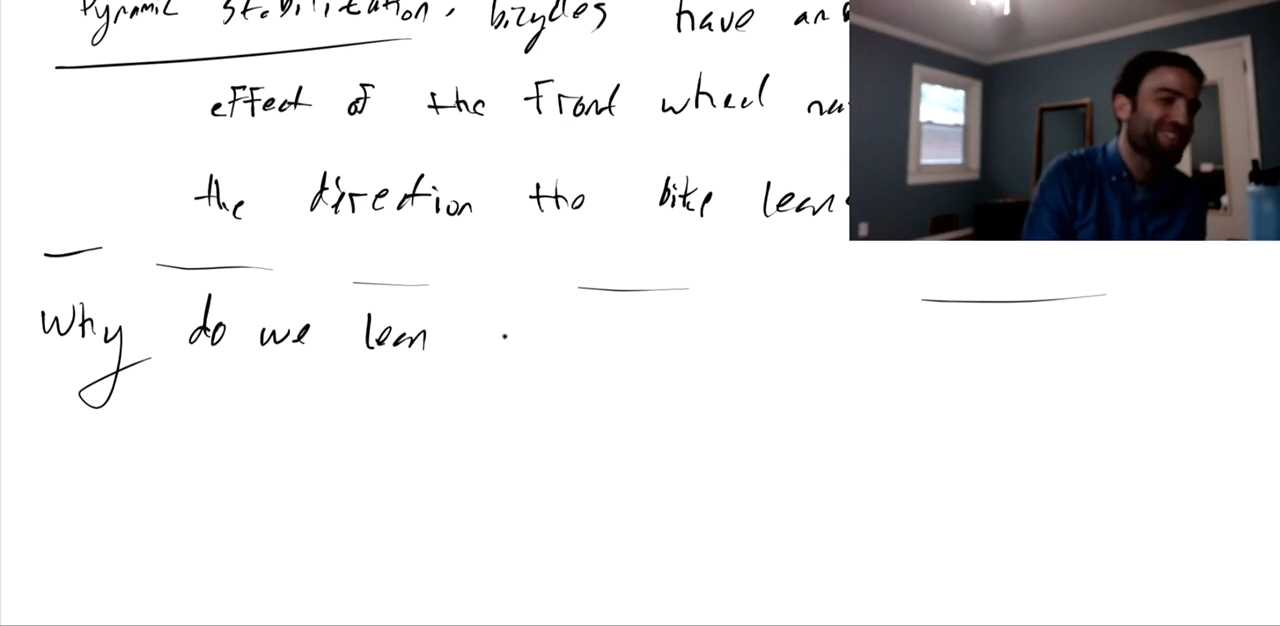 Dynamic stabilization, bicycles have an
effect of the front wheel
the direction the bike lean
Why do we lean